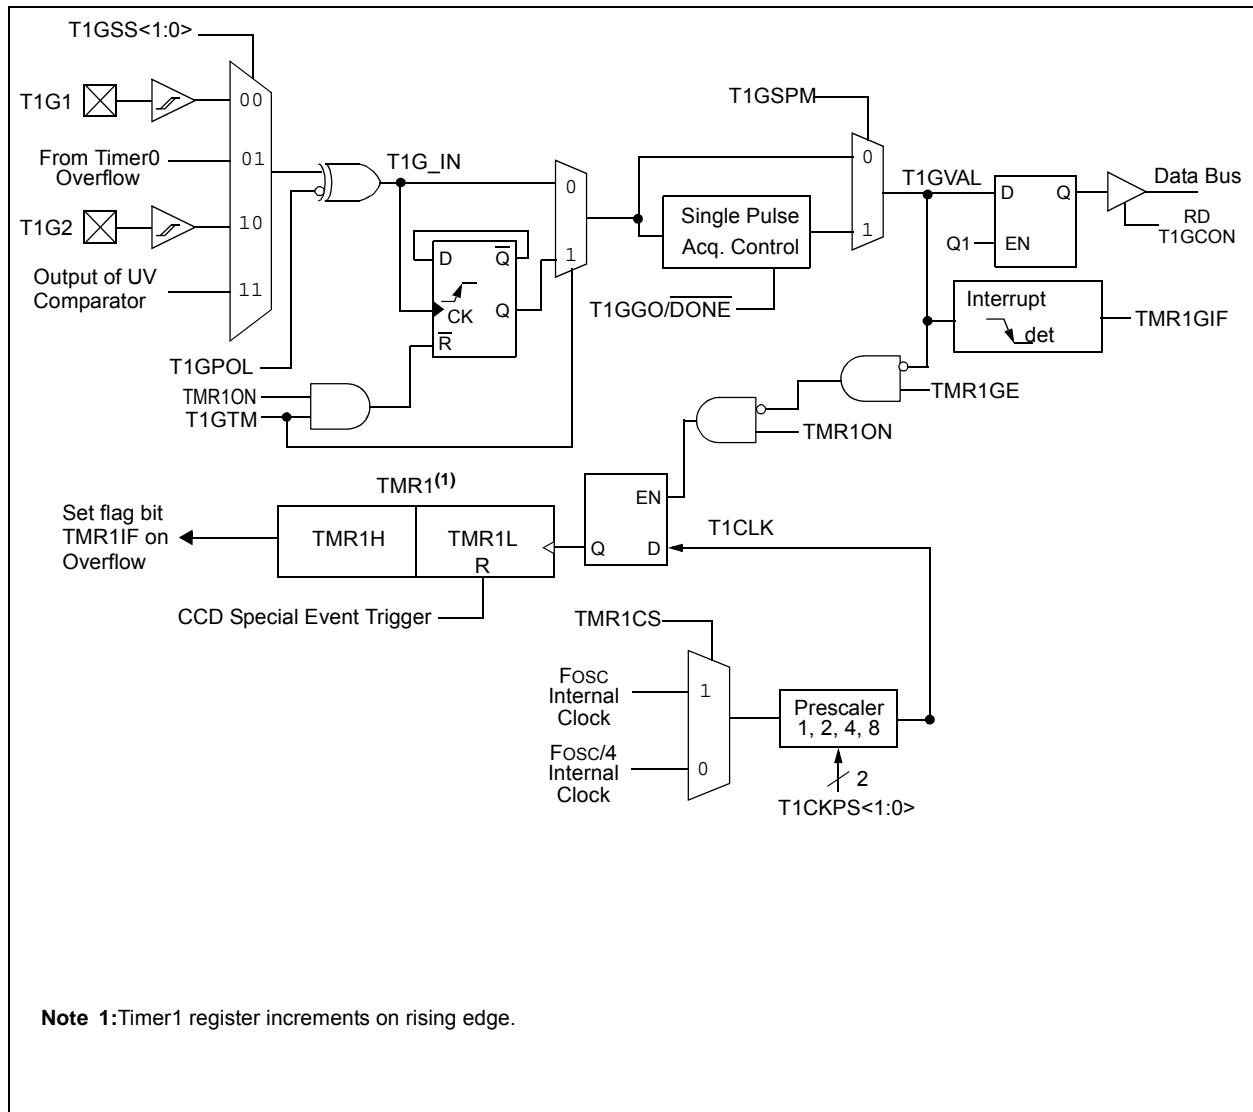 T1GSS<1:0>
T1G1
00
From Timer0
Overflow
01
T1G2
10
Output of UV
Comparator
11
T1GPOL
TMR1ON
T1GTM
T1G_IN
D
Q
CK
Q
R
0
1
Single Pulse
Acq. Control
T1GGO/DONE
T1GSPM
0
1
T1GVAL
D
Q
Q1
EN
Data Bus
RD
T1GCON
Interrupt
det
TMR1GIF
TMR1GE
TMR1ON
TMR1(1)
Set flag bit
TMR1IF on
Overflow
TMR1H
TMR1L
R
EN
Q
D
T1CLK
CCD Special Event Trigger
TMR1CS
FOSC
Internal
Clock
1
FOSC/4
Internal
Clock
0
Prescaler
1, 2, 4, 8
2
T1CKPS<1:0>
Note 1:Timer1 register increments on rising edge.